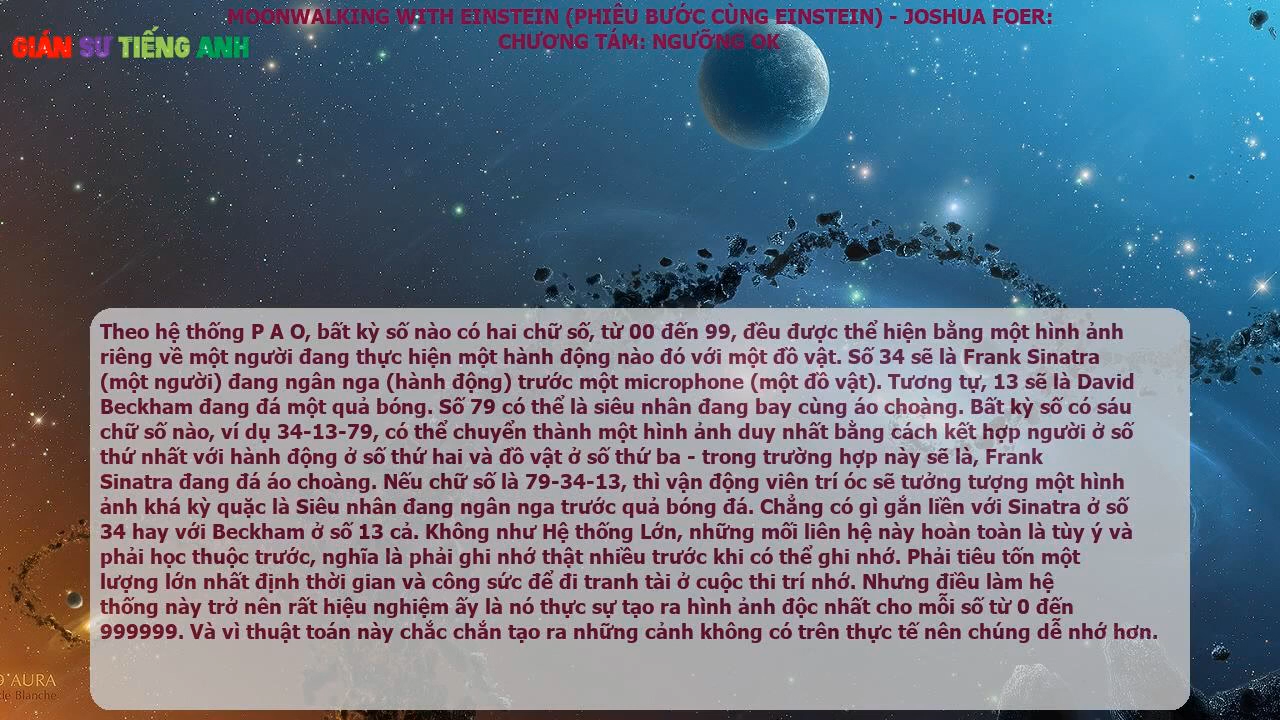 MOONWALKING WITH EINSTEIN (PHIÊU BƯỚC CÙNG EINSTEIN) - JOSHUA FOER:
CHƯƠNG TÁM: NGƯỠNG OK
GIÁN SƯ TIẾNG ANH
Theo hệ thống P A O, bất kỳ số nào có hai chữ số, từ 00 đến 99, đều được thể hiện bằng một hình ảnh
riêng về một người đang thực hiện một hành động nào đó với một đồ vật. Số 34 sẽ là Frank Sinatra
(một người) đang ngân nga (hành động) trước một microphone (một đồ vật). Tương tự, 13 sẽ là David
Beckham đang đá một quả bóng. Số 79 có thể là siêu nhân đang bay cùng áo choàng. Bất kỳ số có sáu
chữ số nào, ví dụ 34-13-79, có thể chuyển thành một hình ảnh duy nhất bằng cách kết hợp người ở số
thứ nhất với hành động ở số thứ hai và đồ vật ở số thứ ba - trong trường hợp này sẽ là, Frank
Sinatra đang đá áo choàng. Nếu chữ số là 79-34-13, thì vận động viên trí óc sẽ tưởng tượng một hình
ảnh khá kỳ quặc là Siêu nhân đang ngân nga trước quả bóng đá. Chẳng có gì gắn liền với Sinatra ở số
34 hay với Beckham ở số 13 cả. Không như Hệ thống Lớn, những mối liên hệ này hoàn toàn là tùy ý và
phải học thuộc trước, nghĩa là phải ghi nhớ thật nhiều trước khi có thể ghi nhớ. Phải tiêu tốn một
lượng lớn nhất định thời gian và công sức để đi tranh tài ở cuộc thi trí nhớ. Nhưng điều làm hệ
thống này trở nên rất hiệu nghiệm ấy là nó thực sự tạo ra hình ảnh độc nhất cho mỗi số từ 0 đến
999999. Và vì thuật toán này chắc chắn tạo ra những cảnh không có trên thực tế nên chúng dễ nhớ hơn.
D'AURA
de Blanche